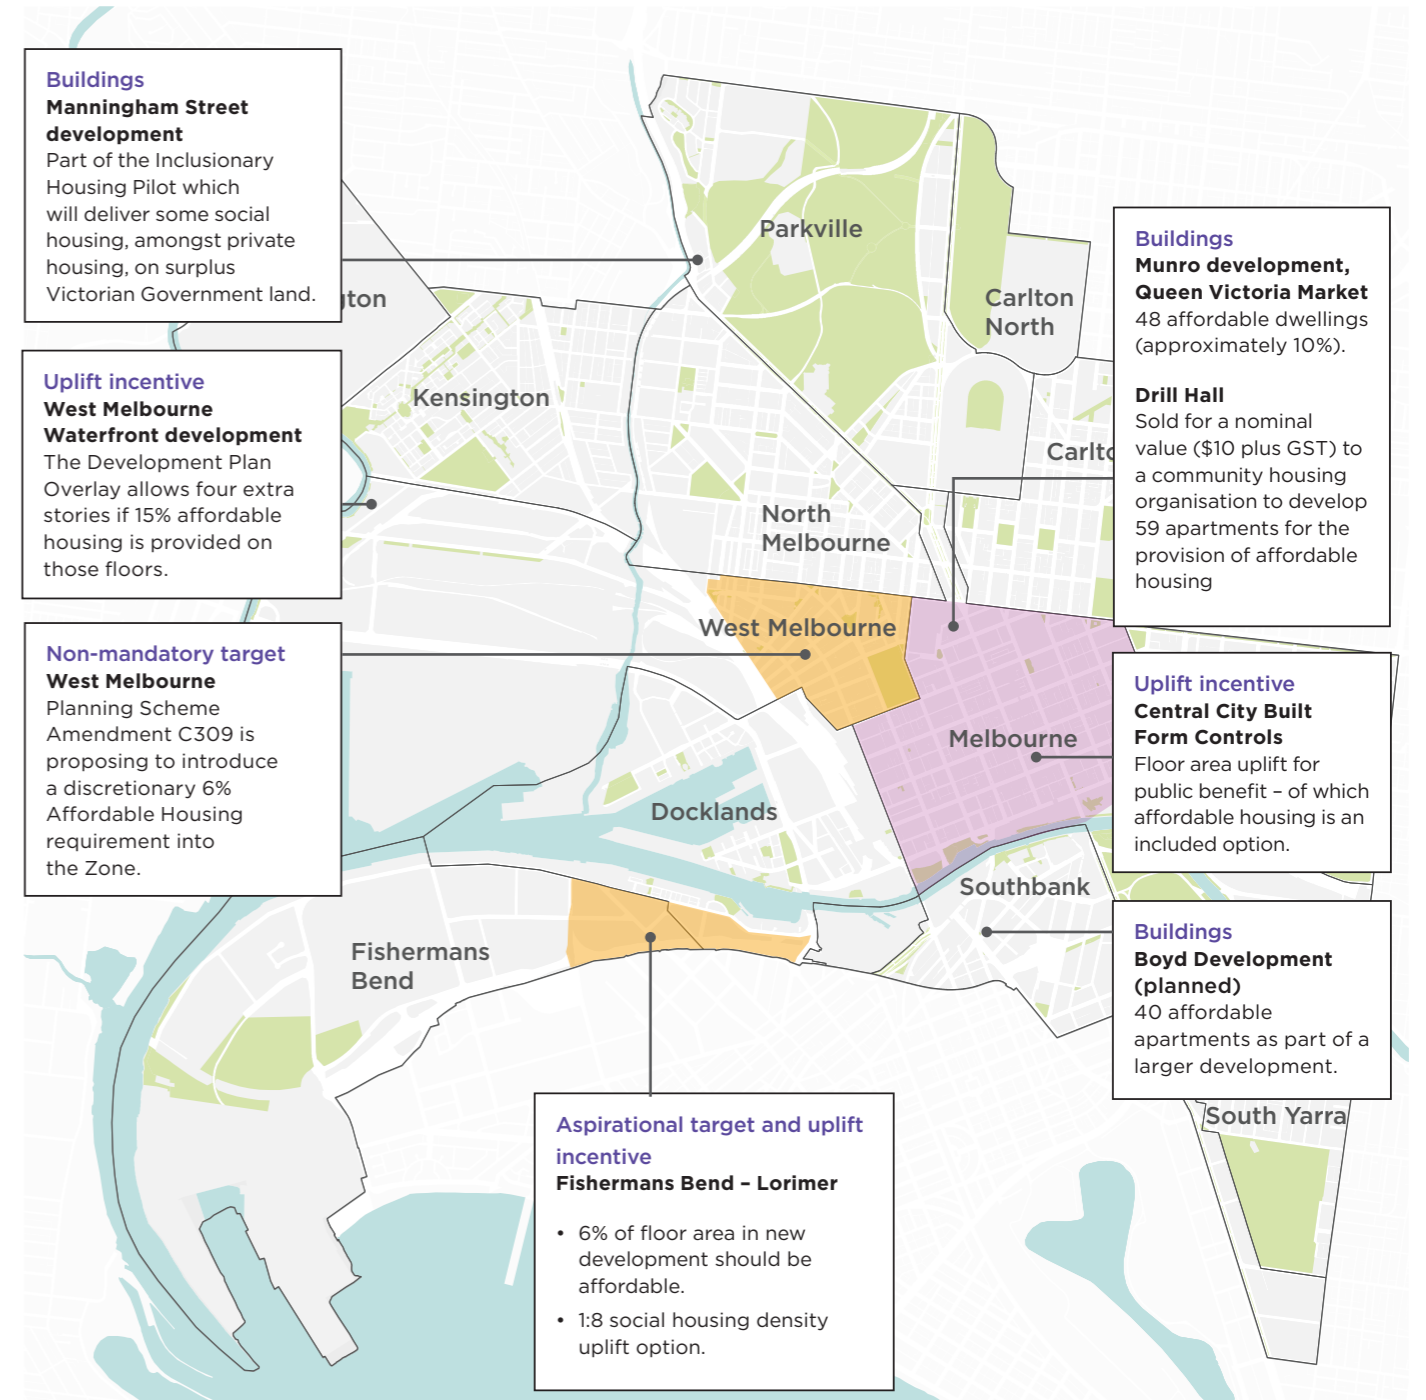 Buildings
Manningham Street
development
Part of the Inclusionary
Housing Pilot which
will deliver some social
housing, amongst private
housing, on surplus
Victorian Government land.
Uplift incentive
West Melbourne
Waterfront development
The Development Plan
Overlay allows four extra
stories if 15% affordable
housing is provided on
those floors.
Non-mandatory target
West Melbourne
Planning Scheme
Amendment C309 is
proposing to introduce
a discretionary 6%
Affordable Housing
requirement into
the Zone.
Parkville
Carlton
North
gton
Kensington
Carlto
North
Melbourne
West Melbourne
Melbourne
Docklands
Southbank
Fishermans
Bend
South Yarra
Buildings
Munro development,
Queen Victoria Market
48 affordable dwellings
(approximately 10%).
Drill Hall
Sold for a nominal
value ($10 plus GST) to
a community housing
organisation to develop
59 apartments for the
provision of affordable
housing
Uplift incentive
Central City Built
Form Controls
Floor area uplift for
public benefit – of which
affordable housing is an
included option.
Buildings
Boyd Development
(planned)
40 affordable
apartments as part of a
larger development.
Aspirational target and uplift
incentive
Fishermans Bend – Lorimer
• 6% of floor area in new
development should be
affordable.
• 1:8 social housing density
uplift option.